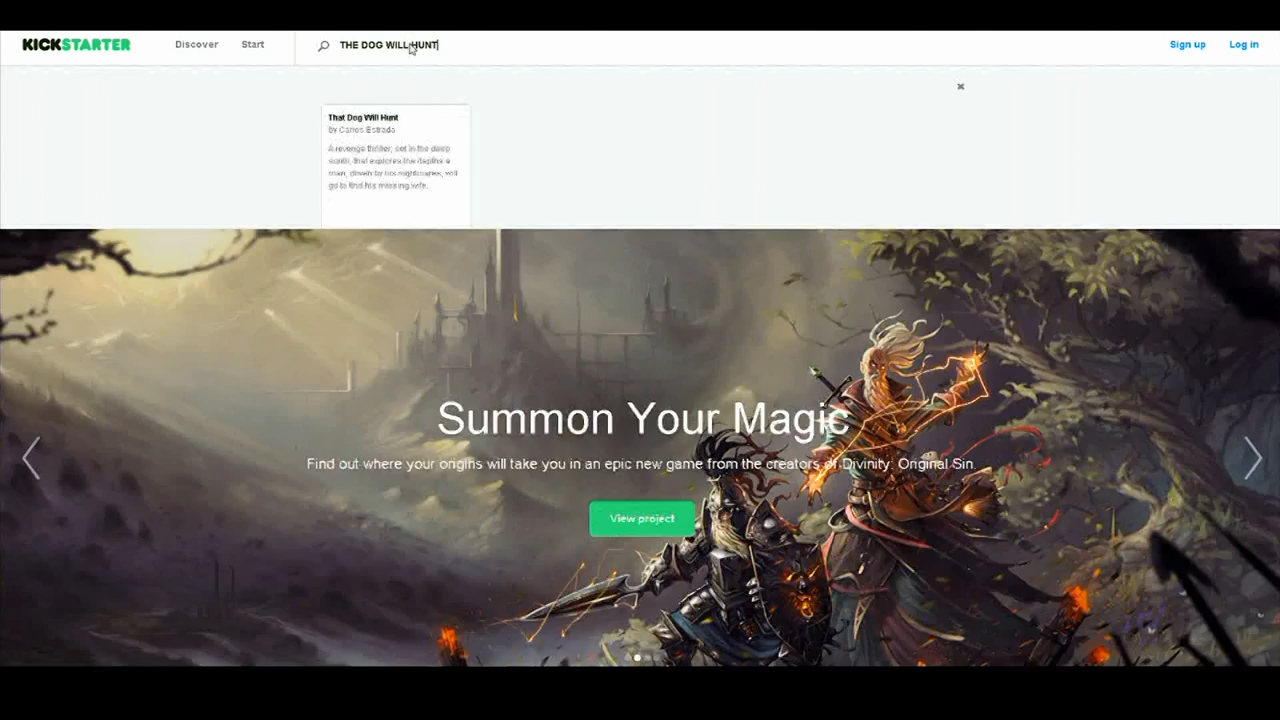 KICKSTARTER Discover Start THE DOG WILL HUNT Sign up Log in
That Dog Will Hunt
by Carlos Estrada
A revenge thriller, set in the deep
south, that explores the depths a
man, driven by his nightmares, will
go to find his missing wife.
Summon Your Magic
Find out where your origins will take you in an epic new game from the creators of Divinity: Original Sin.
View project